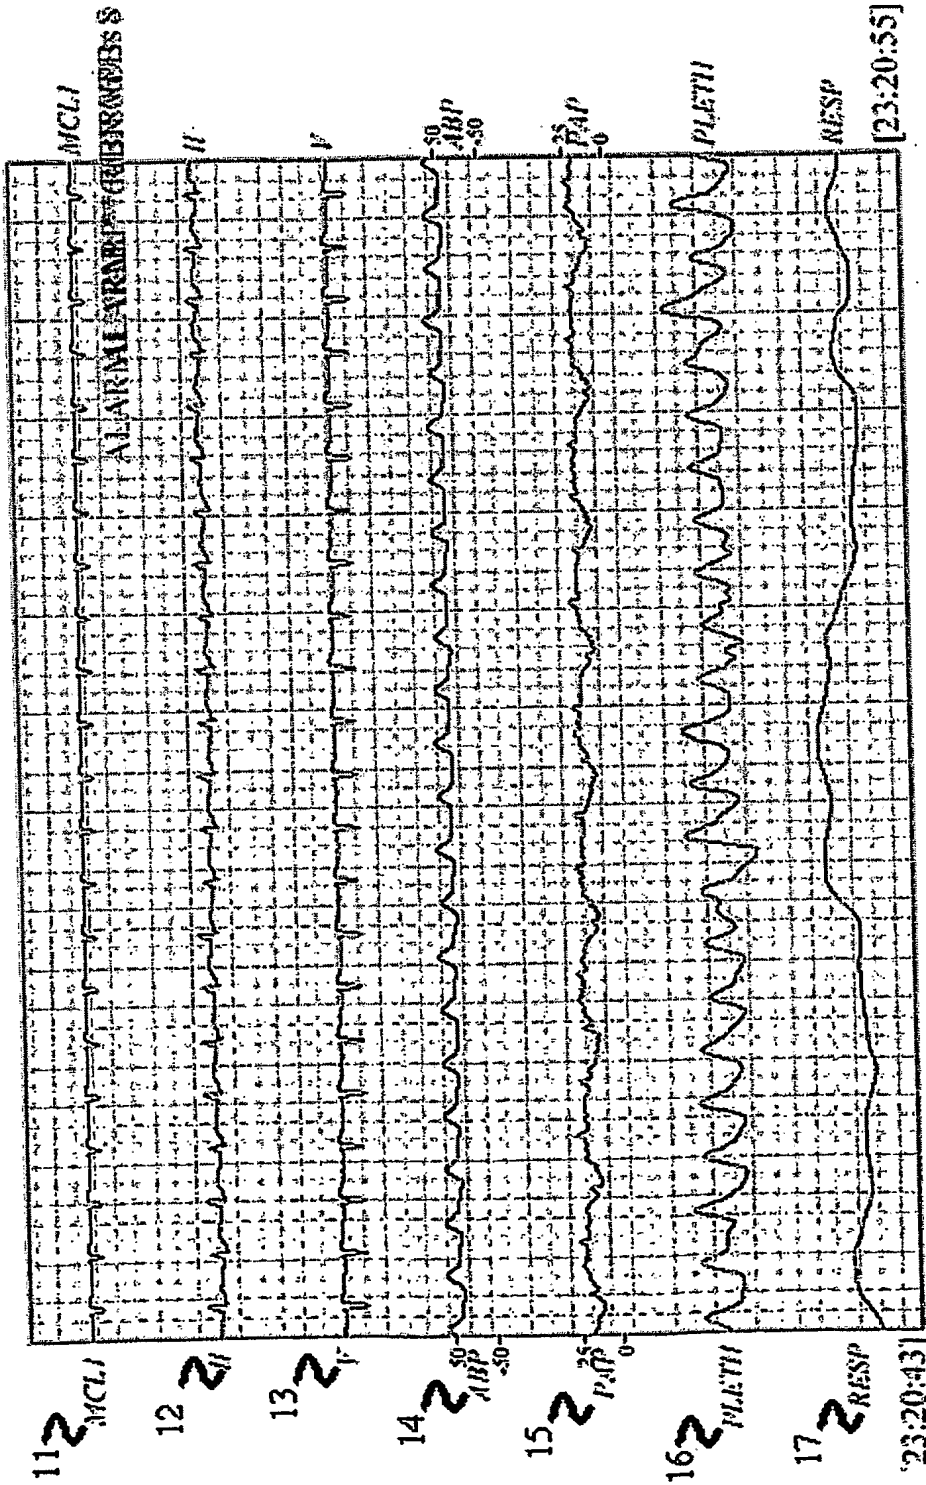 11 MCL1 MCL1
12 II II
13 V V
14 ABP 50 -50 50 ABP -50
15 PAP 25 0 25 PAP 0
16 PLETH PLETH
17 RESP RESP
[23:20:43] [23:20:55]